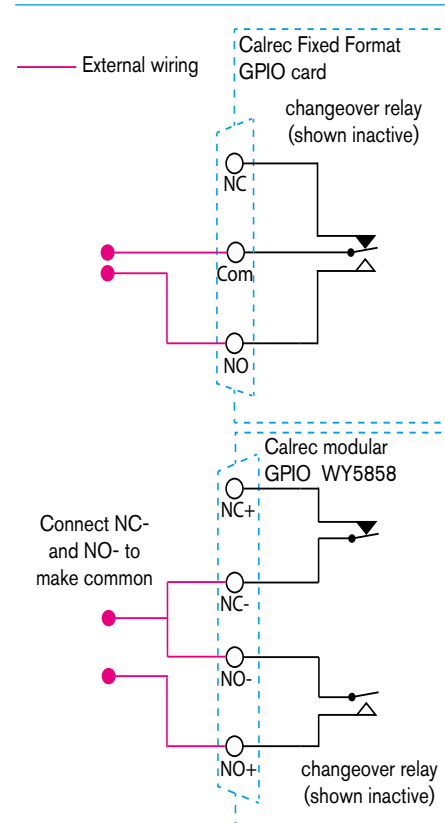 External wiring
Calrec Fixed Format
GPIO card
changeover relay
(shown inactive)
NC
Com
NO
Calrec modular
GPIO WY5858
NC+
Connect NC-
and NO- to
make common
NC-
NO-
NO+
changeover relay
(shown inactive)